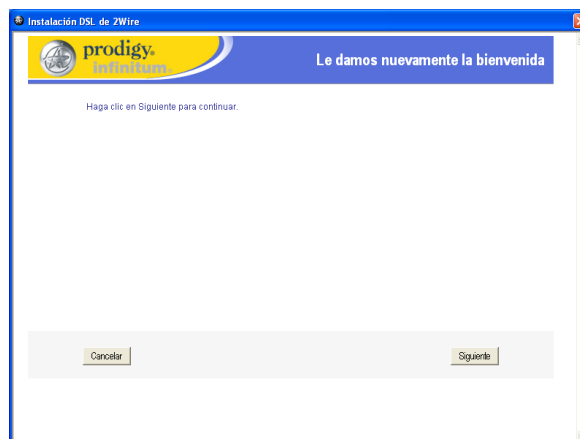 Instalación DSL de 2Wire
prodigy.
infinitum.
Le damos nuevamente la bienvenida
Haga clic en Siguiente para continuar.
Cancelar
Siguiente